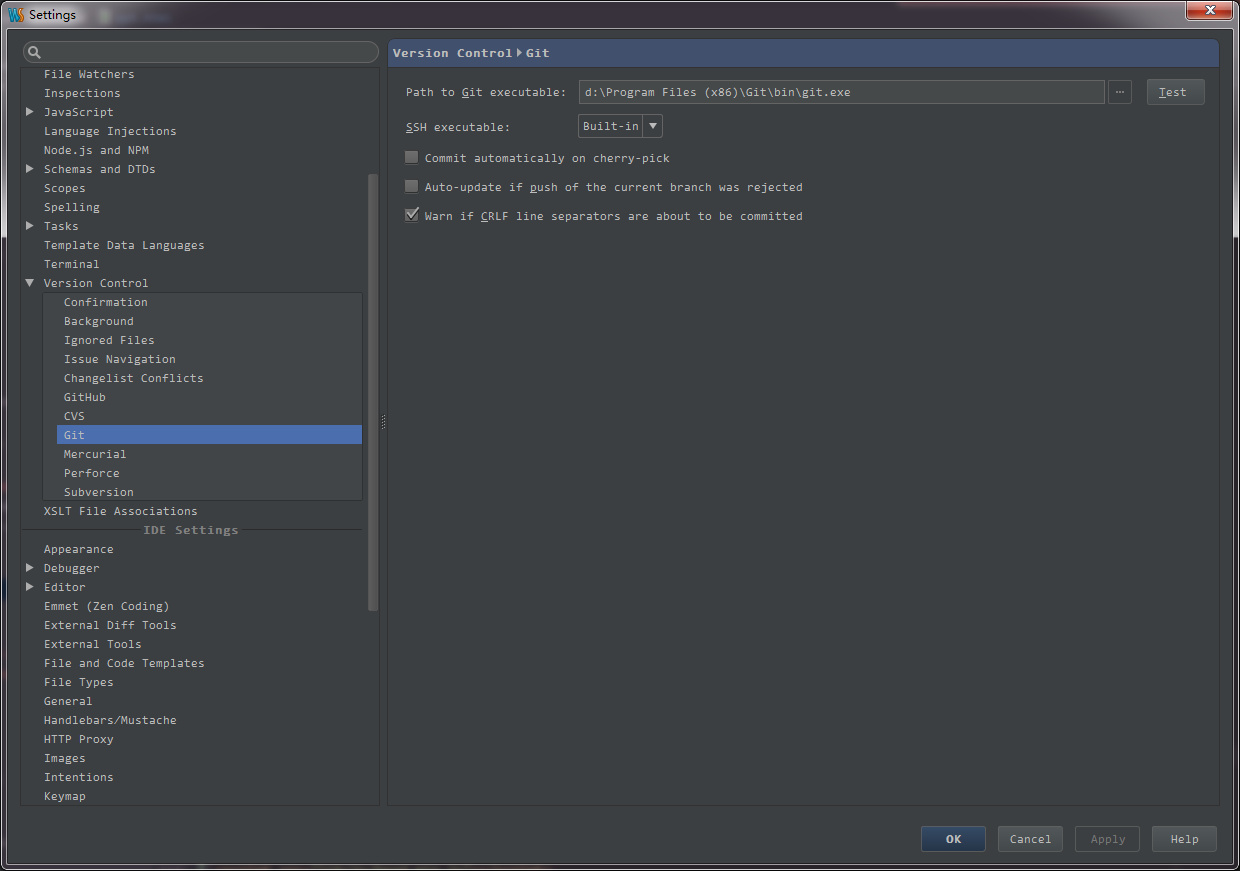 Settings
File Watchers
Inspections
JavaScript
Language Injections
Node.js and NPM
Schemas and DTDs
Scopes
Spelling
Tasks
Template Data Languages
Terminal
Version Control
Confirmation
Background
Ignored Files
Issue Navigation
Changelist Conflicts
GitHub
CVS
Git
Mercurial
Perforce
Subversion
XSLT File Associations
IDE Settings
Appearance
Debugger
Editor
Emmet (Zen Coding)
External Diff Tools
External Tools
File and Code Templates
File Types
General
Handlebars/Mustache
HTTP Proxy
Images
Intentions
Keymap
Version Control Git
Path to Git executable: d:\Program Files (x86)\Git\bin\git.exe ... Test
SSH executable: Built-in
Commit automatically on cherry-pick
Auto-update if push of the current branch was rejected
Warn if CRLF line separators are about to be committed
OK Cancel Apply Help